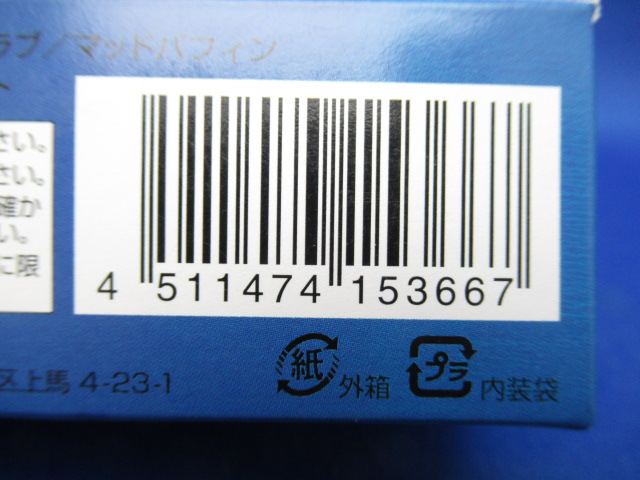 ラブ/マッドパフィン
さい。
さい。
確か
い。
に限
4 511474 153667
紙 外箱
プラ 内装袋
区上馬 4-23-1